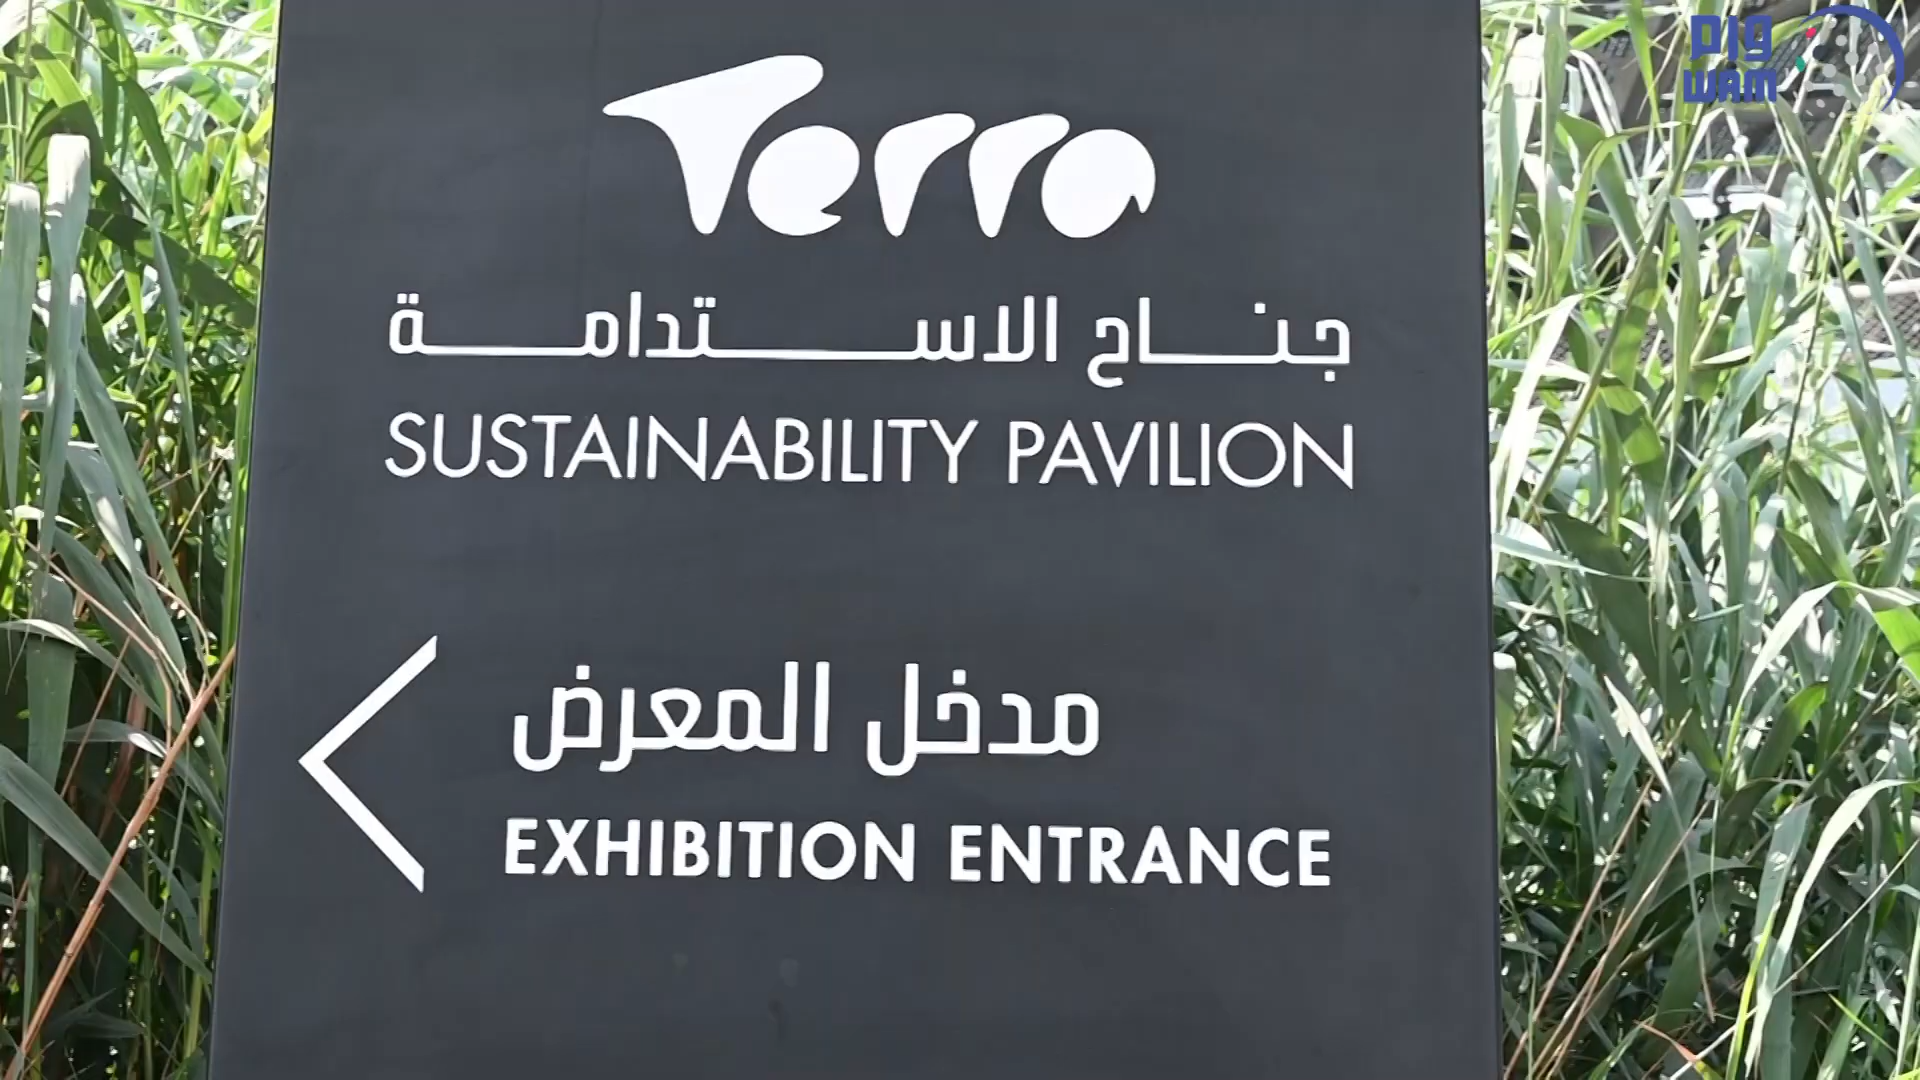 وام
WAM
Terra
جناح الاستدامة
SUSTAINABILITY PAVILION
مدخل المعرض
EXHIBITION ENTRANCE